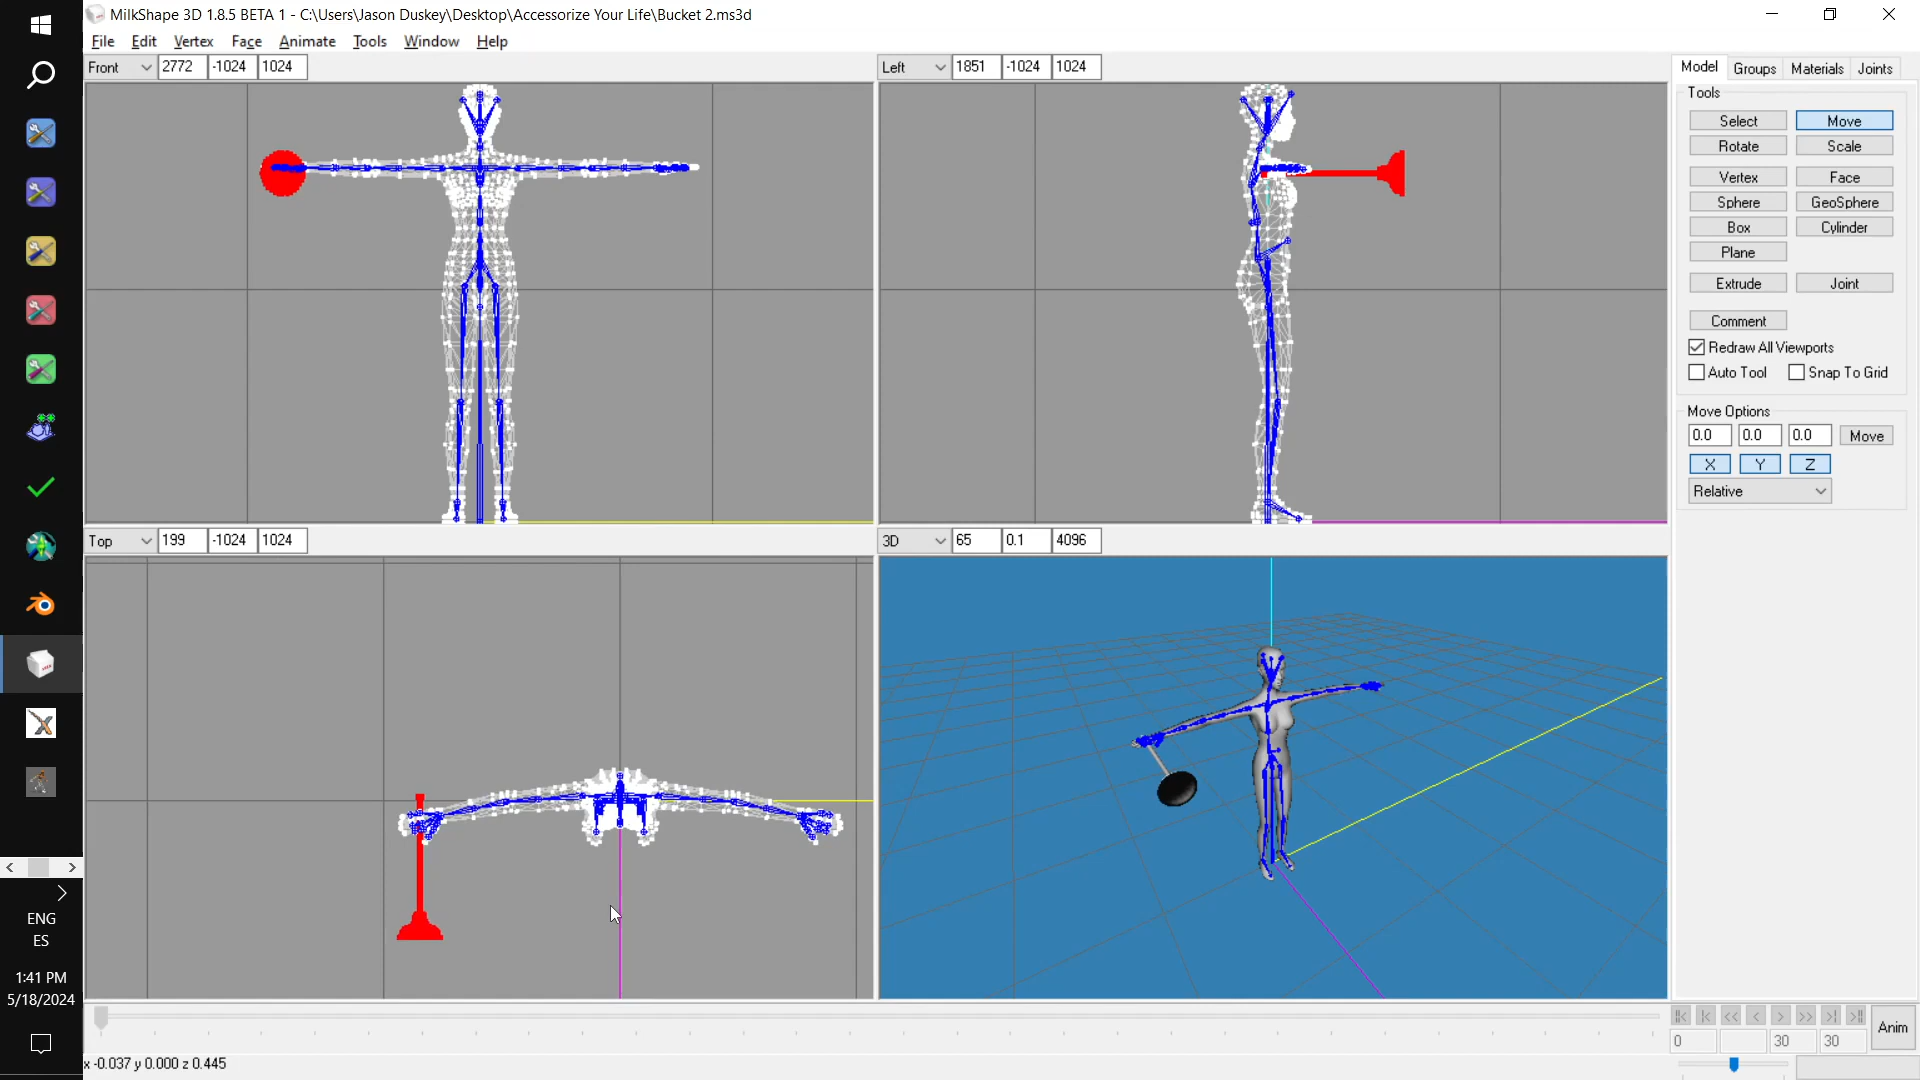 MilkShape 3D 1.8.5 BETA 1 - C:\Users\Jason Duskey\Desktop\Accessorize Your Life\Bucket 2.ms3d
File Edit Vertex Face Animate Tools Window Help
Front 2772 -1024 1024
Left 1851 -1024 1024
Model Groups Materials Joints
Tools
Select Move
Rotate Scale
Vertex Face
Sphere GeoSphere
Box Cylinder
Plane
Extrude Joint
Comment
Redraw All Viewports
Auto Tool Snap To Grid
Move Options
0.0 0.0 0.0 Move
X Y Z
Relative
Top 199 -1024 1024
3D 65 0.1 4096
ENG
ES
1:41 PM
5/18/2024
0 30 30 Anim
x -0.037 y 0.000 z 0.445